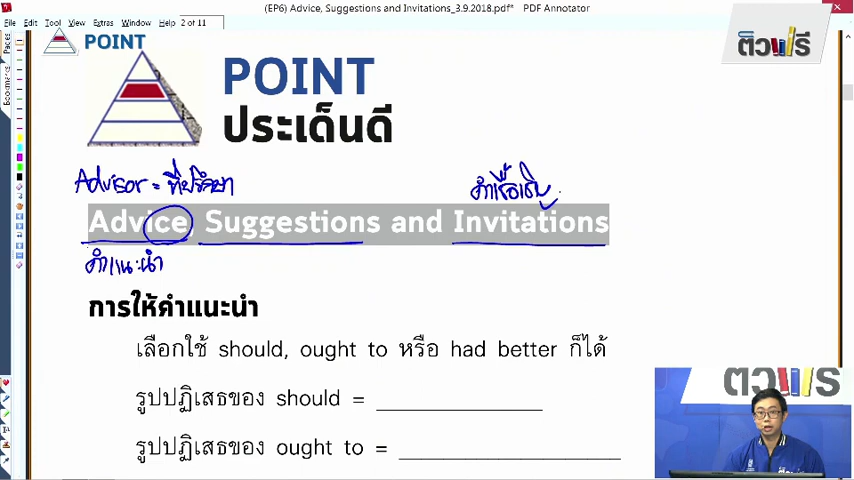 (EP6) Advice, Suggestions and Invitations_3.9.2018.pdf* PDF Annotator
File Edit Tool View Extras Window Help 2 of 11
Pages
Bookmarks
POINT
ติวฟรี
POINT
ประเด็นดี
Advisor = ที่ปรึกษา
คำเชื้อเชิญ
Advice, Suggestions and Invitations
คำแนะนำ
การให้คำแนะนำ
เลือกใช้ should, ought to หรือ had better ก็ได้
รูปปฏิเสธของ should =
รูปปฏิเสธของ ought to =
ติวฟรี